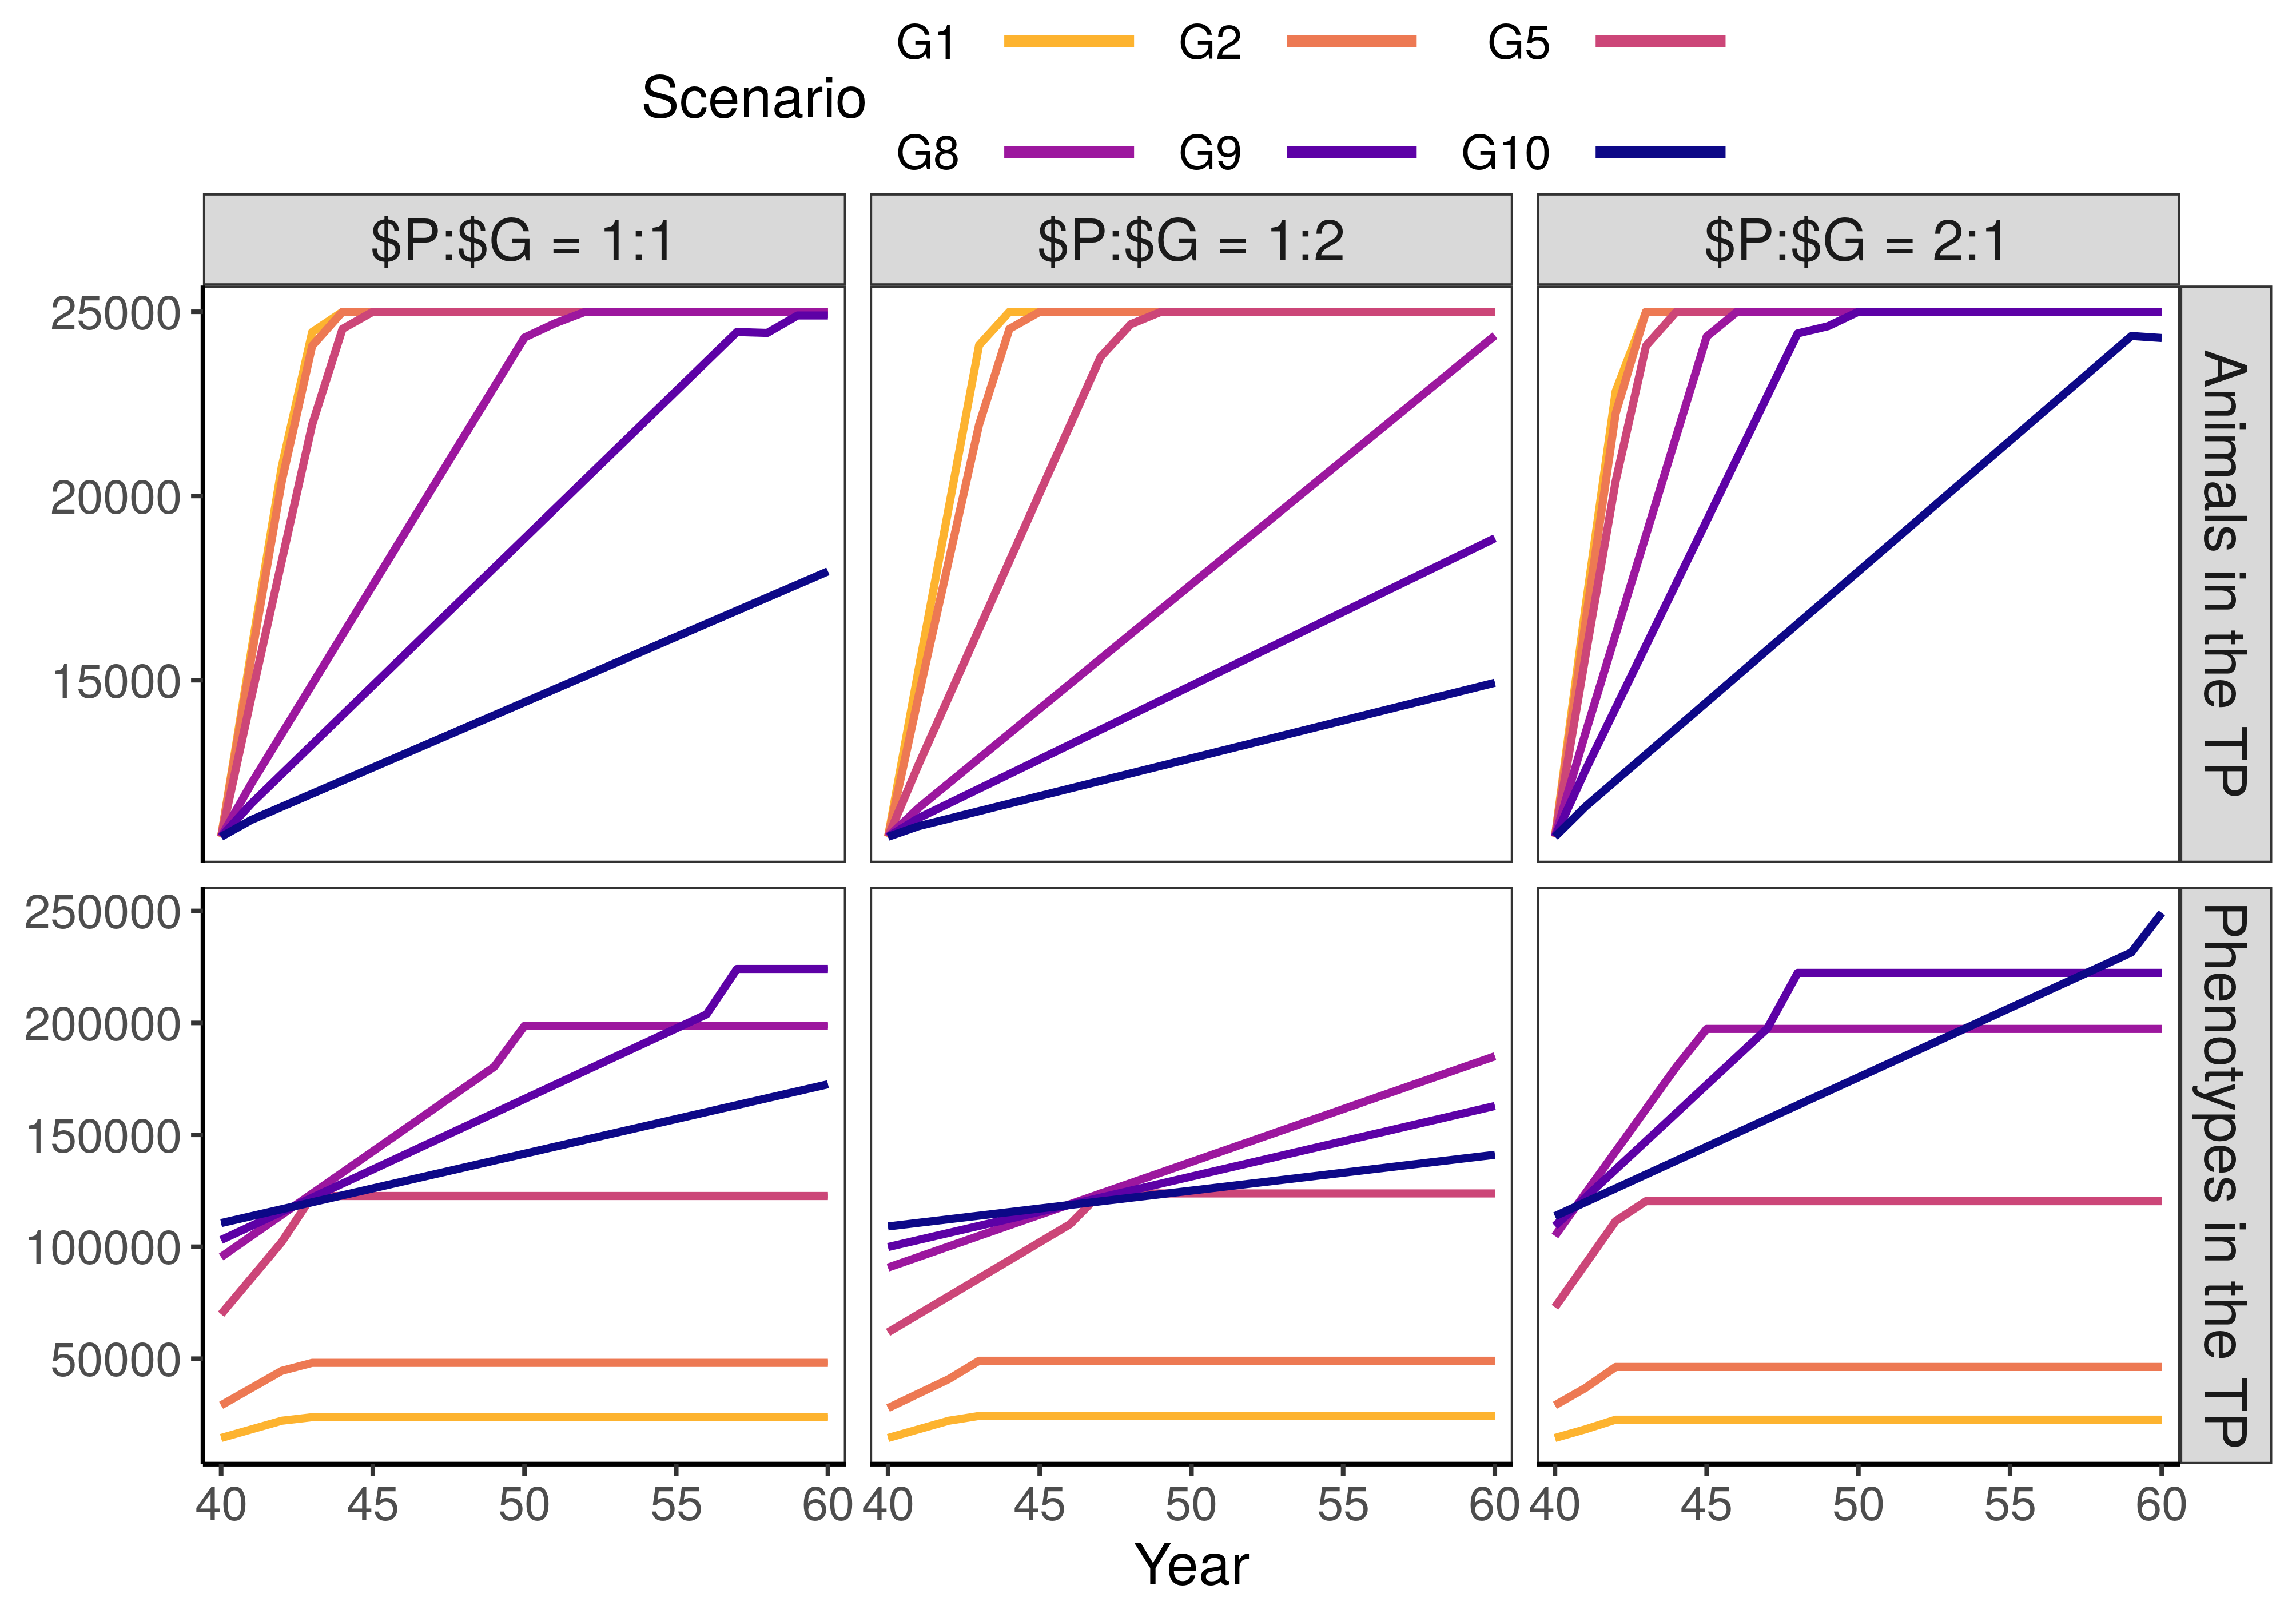 G1 G2 G5
Scenario
G8 G9 G10
$P:$G = 1:1 $P:$G = 1:2 $P:$G = 2:1
25000
20000
15000
Animals in the TP
250000
200000
150000
100000
50000
Phenotypes in the TP
40 45 50 55 60 40 45 50 55 60 40 45 50 55 60
Year